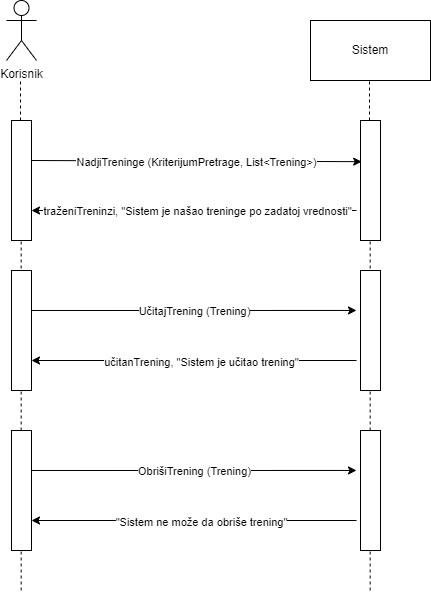 Korisnik
Sistem
NadjiTreninge (KriterijumPretrage, List<Trening>)
traženiTreninzi, "Sistem je našao treninge po zadatoj vrednosti"
UčitajTrening (Trening)
učitanTrening, "Sistem je učitao trening"
ObrišiTrening (Trening)
"Sistem ne može da obriše trening"